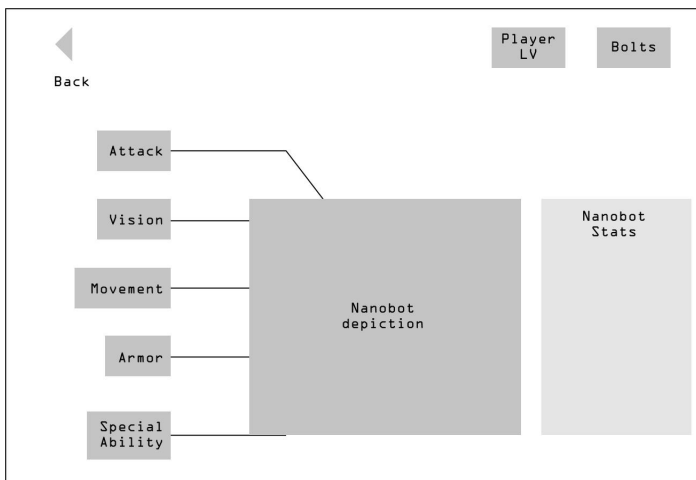 Player
LV
Bolts
Back
Attack
Vision
Nanobot
Stats
Movement
Nanobot
depiction
Armor
Special
Ability